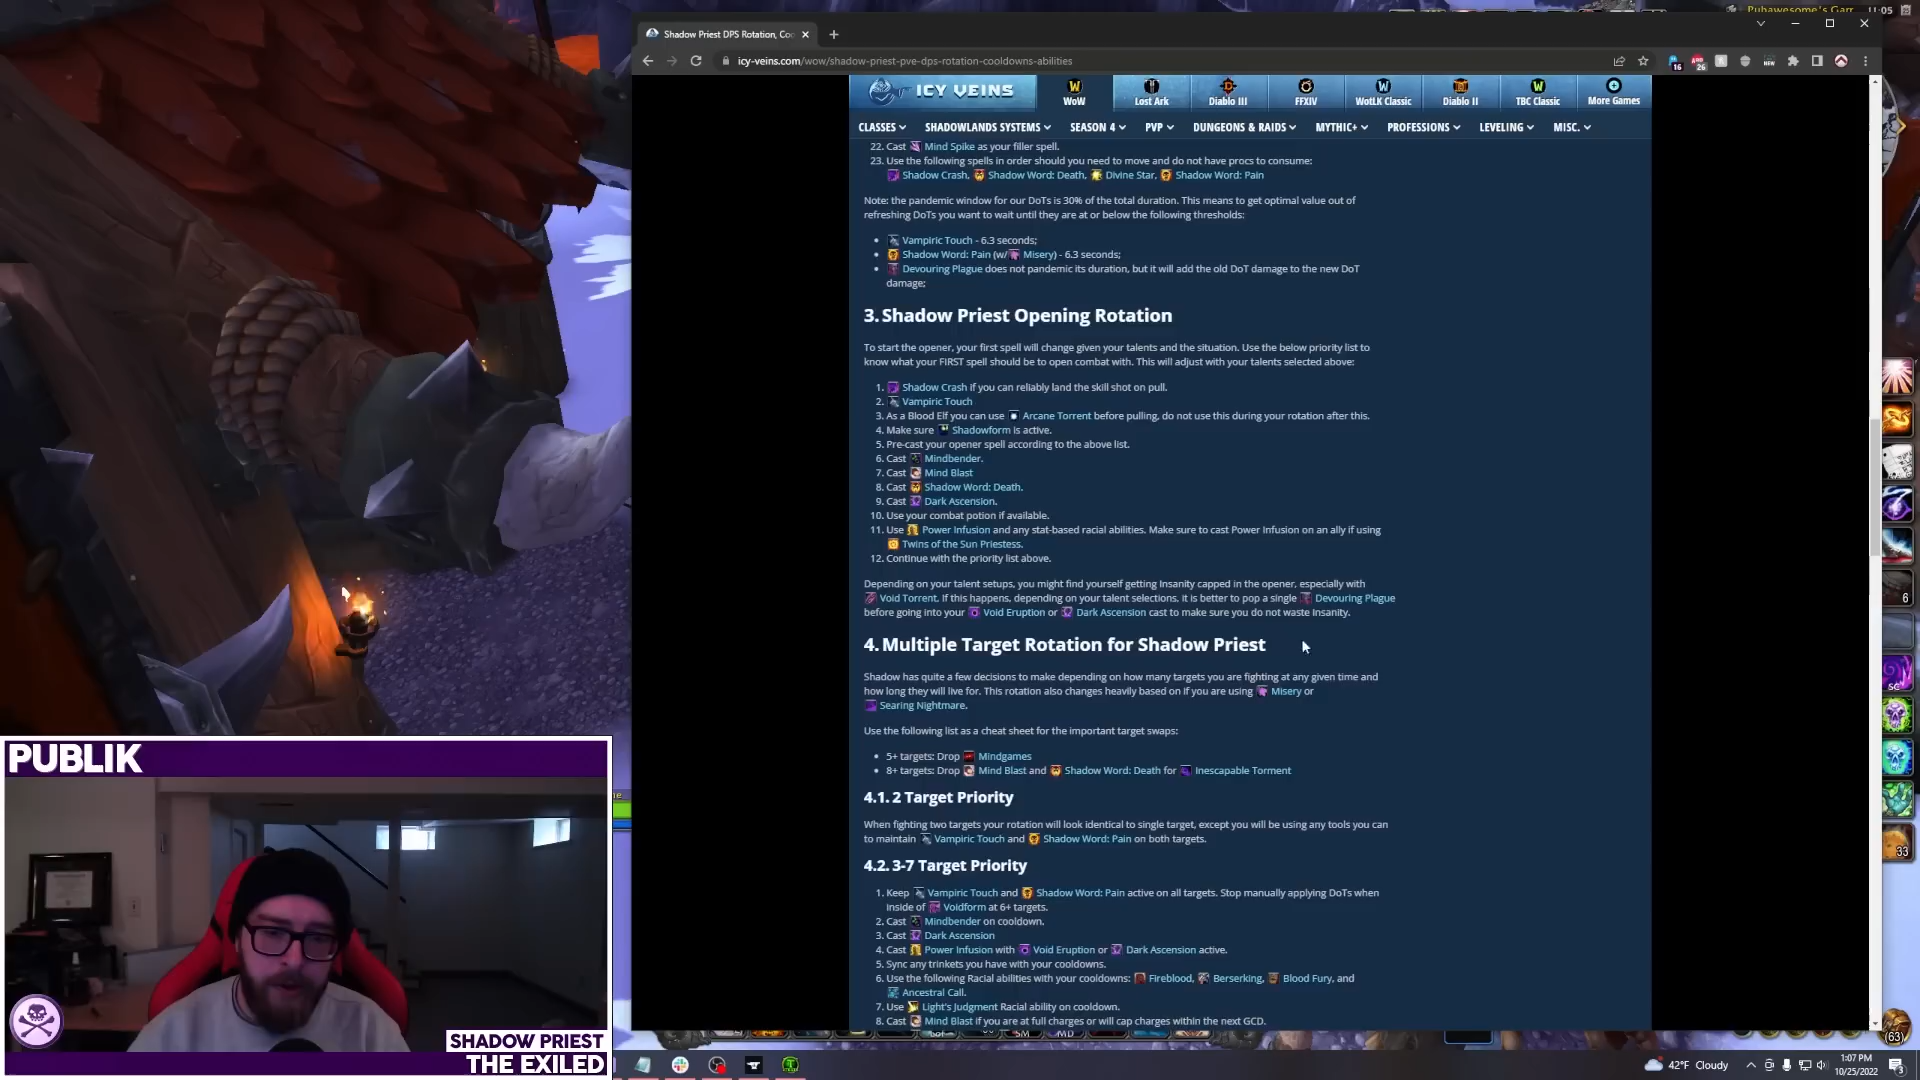 Puhawesome's Garr
11:05
Shadow Priest DPS Rotation, Coo
icy-veins.com/wow/shadow-priest-pve-dps-rotation-cooldowns-abilities
16
26
ICY VEINS
WoW
Lost Ark
Diablo III
FFXIV
WotLK Classic
Diablo II
TBC Classic
More Games
CLASSES
SHADOWLANDS SYSTEMS
SEASON 4
PVP
DUNGEONS & RAIDS
MYTHIC+
PROFESSIONS
LEVELING
MISC.
22. Cast Mind Spike as your filler spell.
23. Use the following spells in order should you need to move and do not have procs to consume:
Shadow Crash, Shadow Word: Death, Divine Star, Shadow Word: Pain
Note: the pandemic window for our DoTs is 30% of the total duration. This means to get optimal value out of
refreshing DoTs you want to wait until they are at or below the following thresholds:
• Vampiric Touch - 6.3 seconds;
• Shadow Word: Pain (w/ Misery) - 6.3 seconds;
• Devouring Plague does not pandemic its duration, but it will add the old DoT damage to the new DoT
damage;
3. Shadow Priest Opening Rotation
To start the opener, your first spell will change given your talents and the situation. Use the below priority list to
know what your FIRST spell should be to open combat with. This will adjust with your talents selected above:
1. Shadow Crash if you can reliably land the skill shot on pull.
2. Vampiric Touch
3. As a Blood Elf you can use Arcane Torrent before pulling, do not use this during your rotation after this.
4. Make sure Shadowform is active.
5. Pre-cast your opener spell according to the above list.
6. Cast Mindbender.
7. Cast Mind Blast
8. Cast Shadow Word: Death.
9. Cast Dark Ascension.
10. Use your combat potion if available.
11. Use Power Infusion and any stat-based racial abilities. Make sure to cast Power Infusion on an ally if using
Twins of the Sun Priestess.
12. Continue with the priority list above.
Depending on your talent setups, you might find yourself getting Insanity capped in the opener, especially with
Void Torrent. If this happens, depending on your talent selections, it is better to pop a single Devouring Plague
before going into your Void Eruption or Dark Ascension cast to make sure you do not waste Insanity.
4. Multiple Target Rotation for Shadow Priest
Shadow has quite a few decisions to make depending on how many targets you are fighting at any given time and
how long they will live for. This rotation also changes heavily based on if you are using Misery or
Searing Nightmare.
Use the following list as a cheat sheet for the important target swaps:
• 5+ targets: Drop Mindgames
• 8+ targets: Drop Mind Blast and Shadow Word: Death for Inescapable Torment
4.1. 2 Target Priority
When fighting two targets your rotation will look identical to single target, except you will be using any tools you can
to maintain Vampiric Touch and Shadow Word: Pain on both targets.
4.2. 3-7 Target Priority
1. Keep Vampiric Touch and Shadow Word: Pain active on all targets. Stop manually applying DoTs when
inside of Voidform at 6+ targets.
2. Cast Mindbender on cooldown.
3. Cast Dark Ascension
4. Cast Power Infusion with Void Eruption or Dark Ascension active.
5. Sync any trinkets you have with your cooldowns.
6. Use the following Racial abilities with your cooldowns: Fireblood, Berserking, Blood Fury, and
Ancestral Call.
7. Use Light's Judgment Racial ability on cooldown.
8. Cast Mind Blast if you are at full charges or will cap charges within the next GCD.
6
SC
33
(63)
PUBLIK
SHADOW PRIEST
THE EXILED
SM
MD
42°F Cloudy
1:07 PM
10/25/2022
3